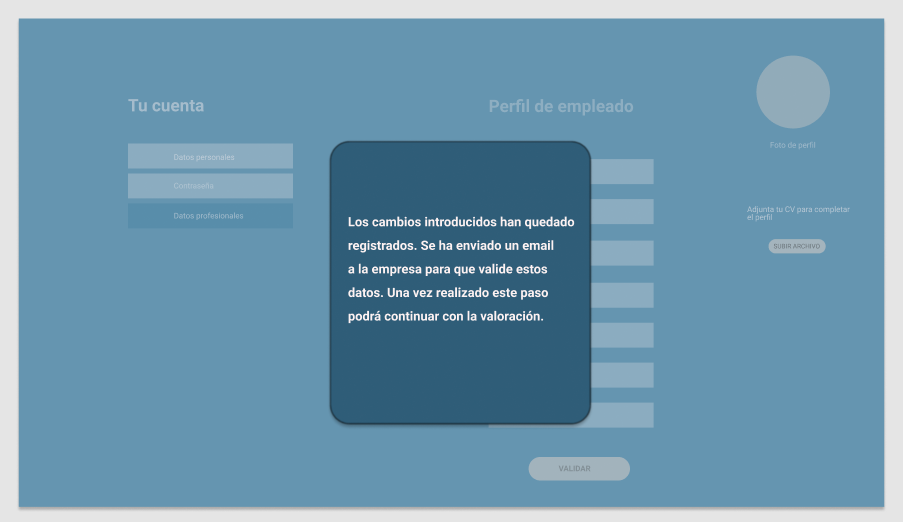 Tu cuenta
Datos personales
Contraseña
Datos profesionales
Perfil de empleado
Los cambios introducidos han quedado
registrados. Se ha enviado un email
a la empresa para que valide estos
datos. Una vez realizado este paso
podrá continuar con la valoración.
VALIDAR
Foto de perfil
Adjunta tu CV para completar
el perfil
SUBIR ARCHIVO